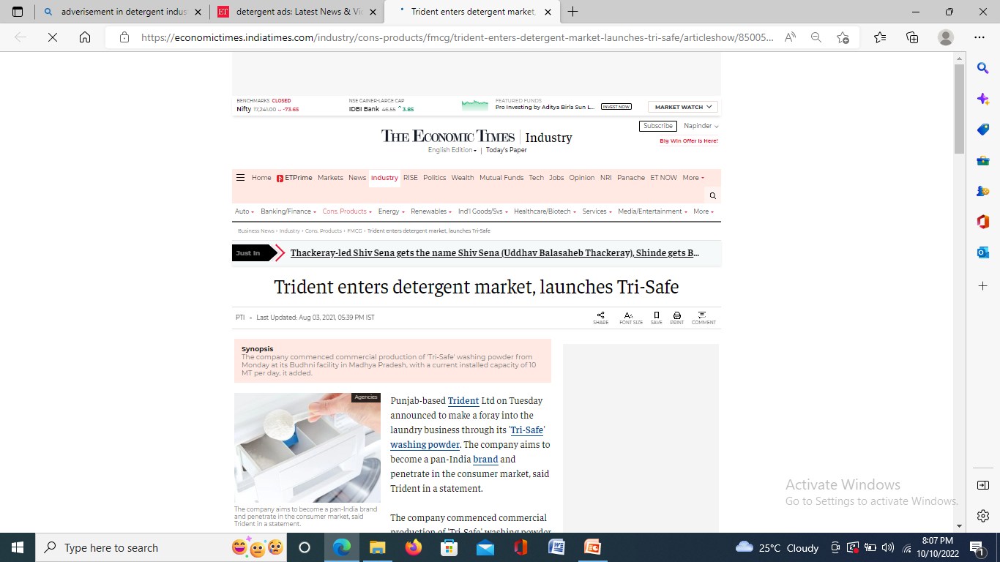 adverisement in detergent indus
detergent ads: Latest News & Vi
Trident enters detergent market,
https://economictimes.indiatimes.com/industry/cons-products/fmcg/trident-enters-detergent-market-launches-tri-safe/articleshow/85005...
BENCHMARKS CLOSED
Nifty 17,241.00 -73.65
NSE GAINER-LARGE CAP
IDBI Bank 46.55 3.85
FEATURED FUNDS
Pro Investing by Aditya Birla Sun L... INVEST NOW
MARKET WATCH
THE ECONOMIC TIMES | Industry
Subscribe Napinder
Big Win Offer is Here!
English Edition | Today's Paper
Home ETPrime Markets News Industry RISE Politics Wealth Mutual Funds Tech Jobs Opinion NRI Panache ET NOW More
Auto Banking/Finance Cons. Products Energy Renewables Ind'l Goods/Svs Healthcare/Biotech Services Media/Entertainment More
Business News › Industry › Cons. Products › FMCG › Trident enters detergent market, launches Tri-Safe
Just In Thackeray-led Shiv Sena gets the name Shiv Sena (Uddhav Balasaheb Thackeray), Shinde gets B...
Trident enters detergent market, launches Tri-Safe
PTI • Last Updated: Aug 03, 2021, 05:39 PM IST
SHARE FONT SIZE SAVE PRINT COMMENT
Synopsis
The company commenced commercial production of 'Tri-Safe' washing powder from
Monday at its Budhni facility in Madhya Pradesh, with a current installed capacity of 10
MT per day, it added.
Agencies
The company aims to become a pan-India brand
and penetrate in the consumer market, said
Trident in a statement.
Punjab-based Trident Ltd on Tuesday
announced to make a foray into the
laundry business through its 'Tri-Safe'
washing powder. The company aims to
become a pan-India brand and
penetrate in the consumer market, said
Trident in a statement.
The company commenced commercial
production of 'Tri-Safe' washing powder
Activate Windows
Go to Settings to activate Windows.
Type here to search
25°C Cloudy
8:07 PM
10/10/2022
1